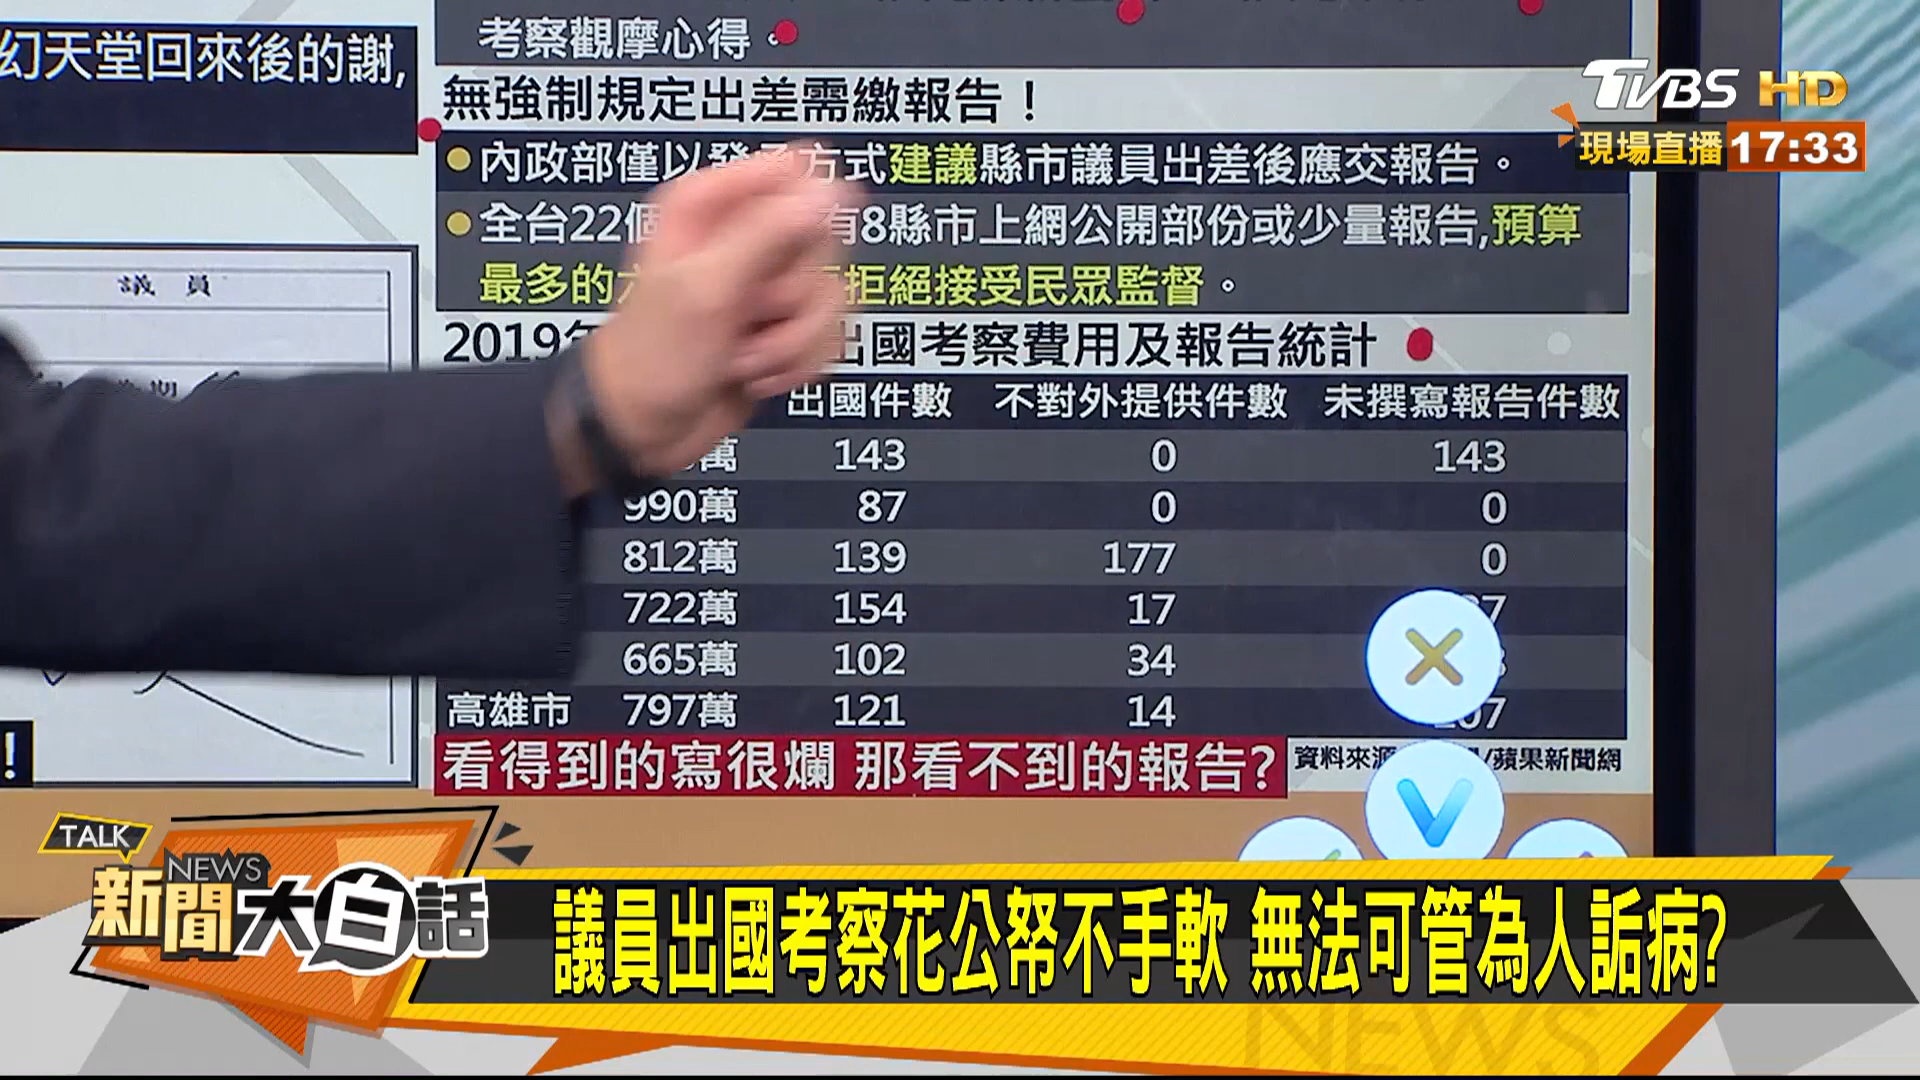 幻天堂回來後的謝,
議 員
!
考察觀摩心得。
無強制規定出差需繳報告！
內政部僅以發函方式建議縣市議員出差後應交報告。
全台22個 有8縣市上網公開部份或少量報告,預算
最多的 拒絕接受民眾監督。
2019年 出國考察費用及報告統計
出國件數 不對外提供件數 未撰寫報告件數
萬 143 0 143
990萬 87 0 0
812萬 139 177 0
722萬 154 17
665萬 102 34
高雄市 797萬 121 14
看得到的寫很爛 那看不到的報告?
資料來源 /蘋果新聞網
TVBS HD
現場直播 17:33
TALK
NEWS
新聞大白話
議員出國考察花公帑不手軟 無法可管為人詬病?
NEWS